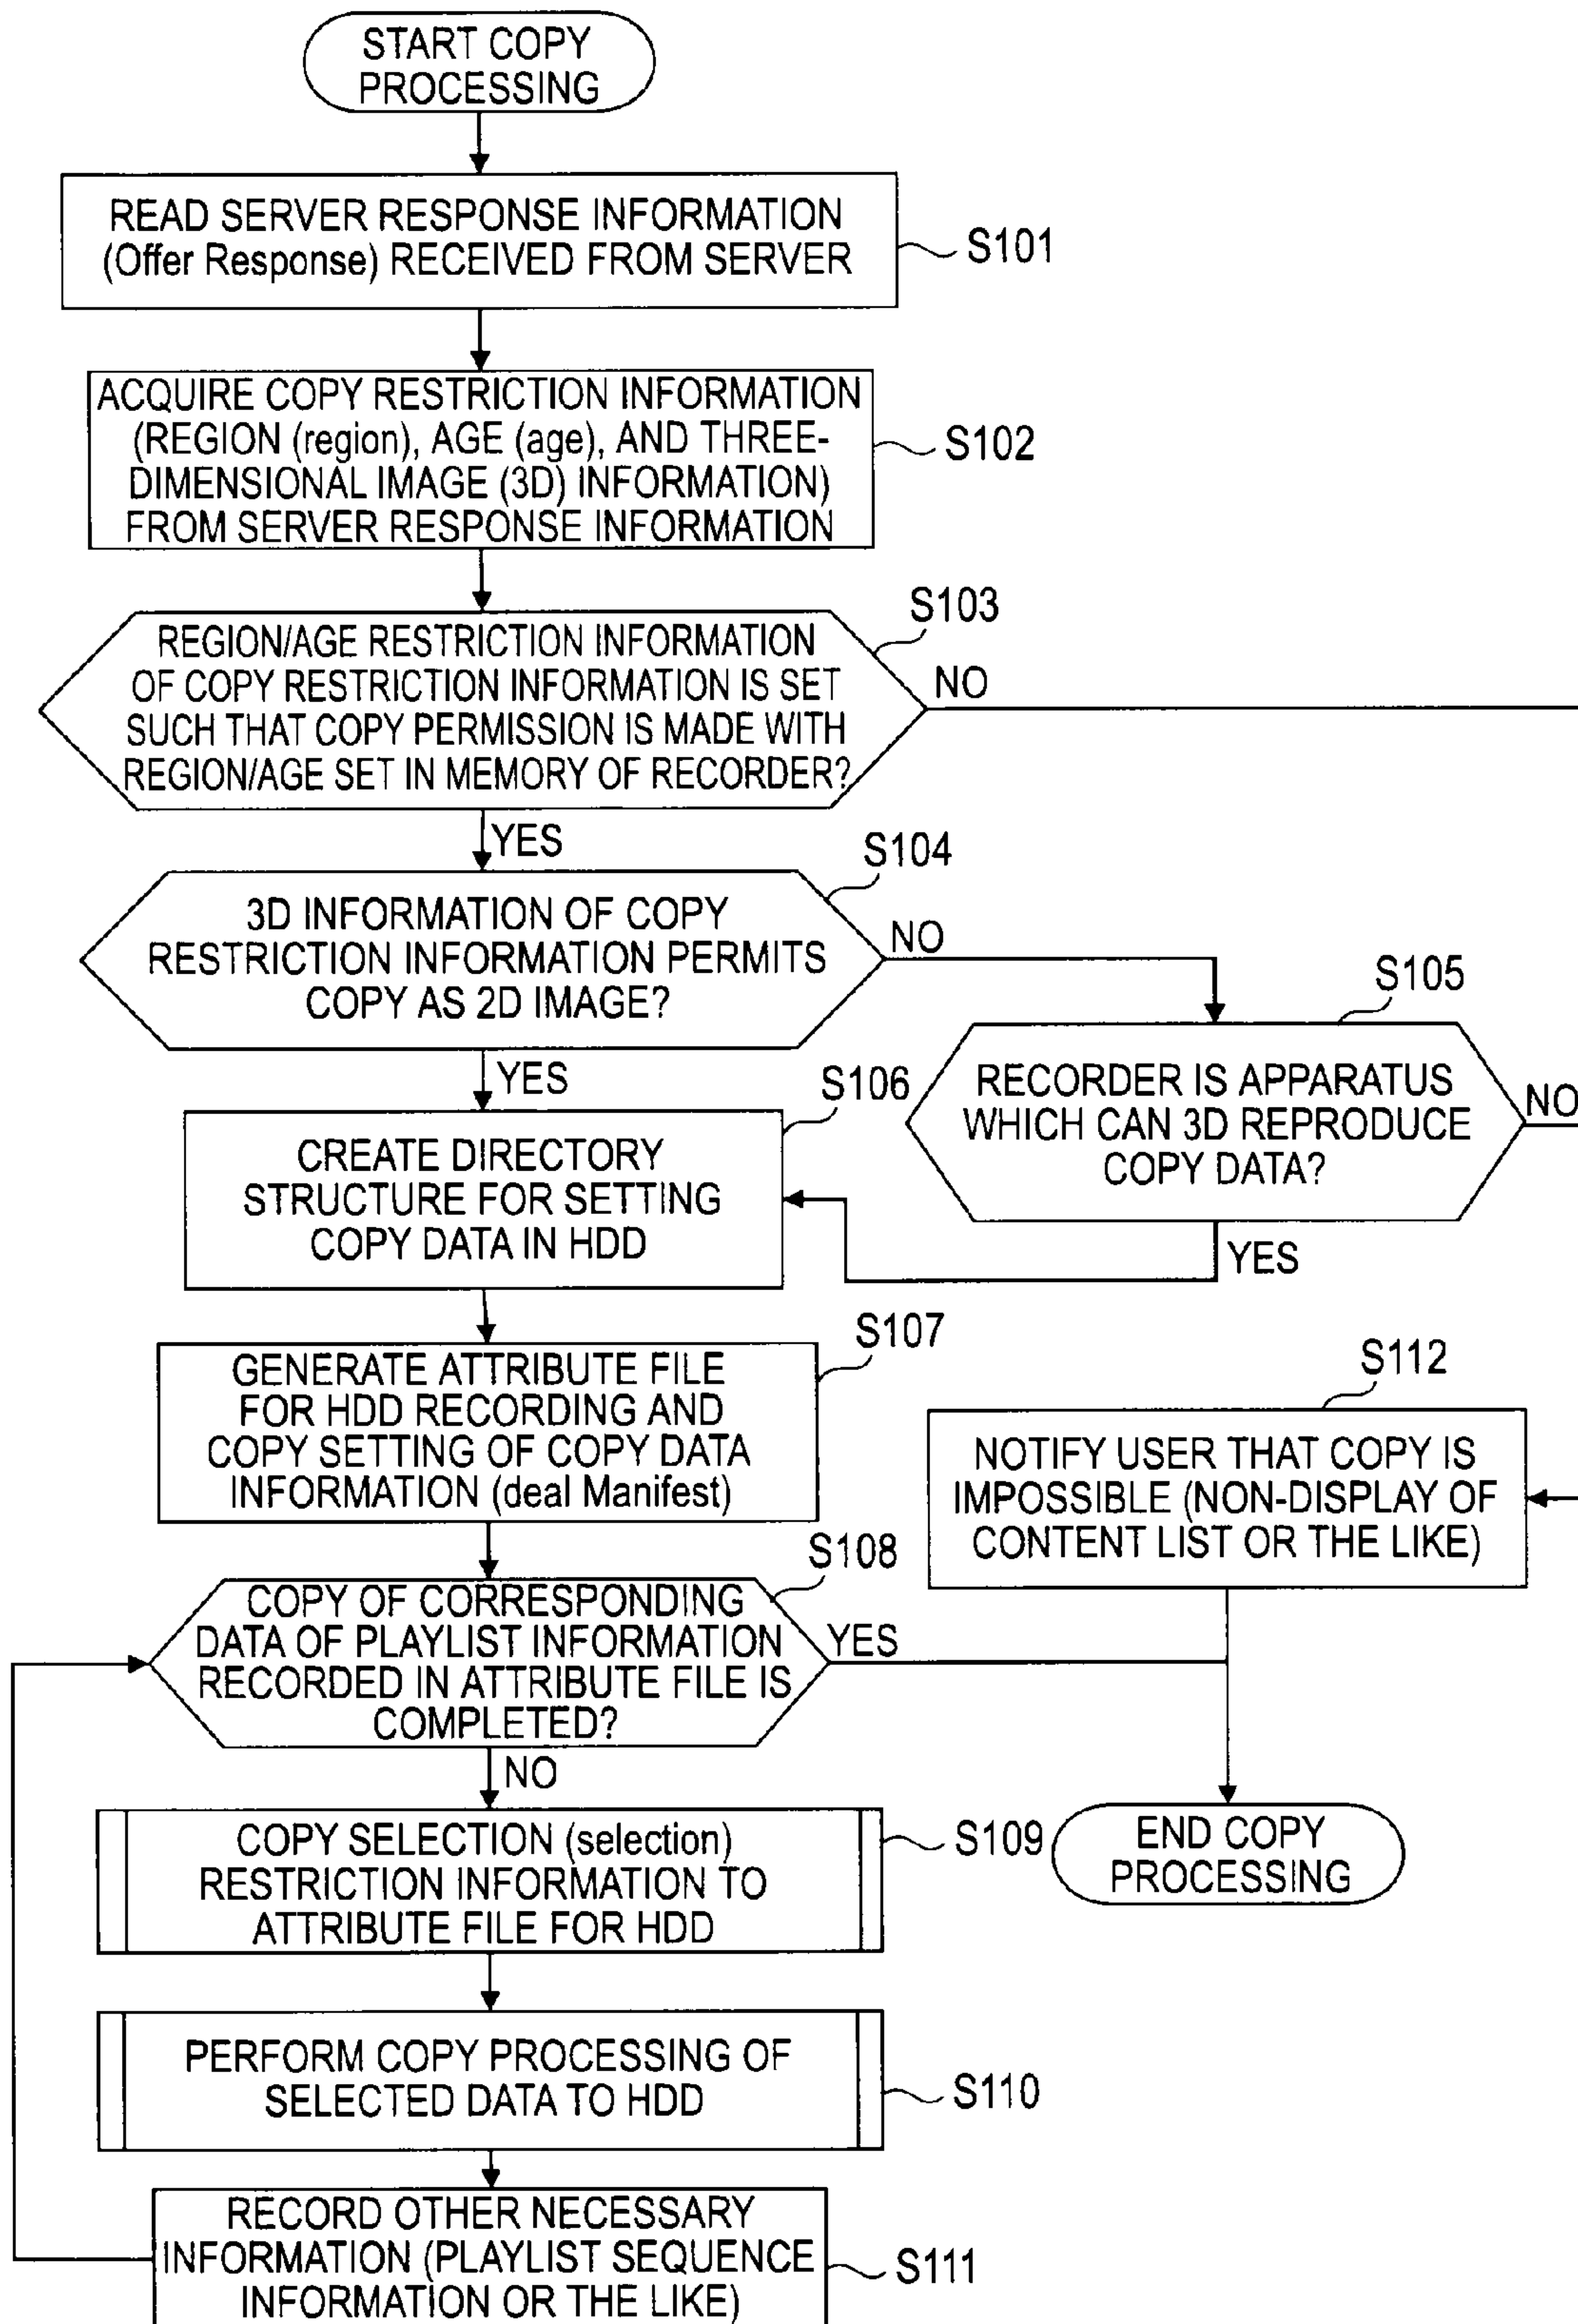 START COPY
PROCESSING
READ SERVER RESPONSE INFORMATION
(Offer Response) RECEIVED FROM SERVER
S101
ACQUIRE COPY RESTRICTION INFORMATION
(REGION (region), AGE (age), AND THREE-
DIMENSIONAL IMAGE (3D) INFORMATION)
FROM SERVER RESPONSE INFORMATION
S102
S103
REGION/AGE RESTRICTION INFORMATION
OF COPY RESTRICTION INFORMATION IS SET
SUCH THAT COPY PERMISSION IS MADE WITH
REGION/AGE SET IN MEMORY OF RECORDER?
NO
YES
S104
3D INFORMATION OF COPY
RESTRICTION INFORMATION PERMITS
COPY AS 2D IMAGE?
NO
YES
S105
RECORDER IS APPARATUS
WHICH CAN 3D REPRODUCE
COPY DATA?
NO
YES
S106
CREATE DIRECTORY
STRUCTURE FOR SETTING
COPY DATA IN HDD
S107
GENERATE ATTRIBUTE FILE
FOR HDD RECORDING AND
COPY SETTING OF COPY DATA
INFORMATION (deal Manifest)
S112
NOTIFY USER THAT COPY IS
IMPOSSIBLE (NON-DISPLAY OF
CONTENT LIST OR THE LIKE)
S108
COPY OF CORRESPONDING
DATA OF PLAYLIST INFORMATION
RECORDED IN ATTRIBUTE FILE IS
COMPLETED?
YES
NO
COPY SELECTION (selection)
RESTRICTION INFORMATION TO
ATTRIBUTE FILE FOR HDD
S109
END COPY
PROCESSING
PERFORM COPY PROCESSING OF
SELECTED DATA TO HDD
S110
RECORD OTHER NECESSARY
INFORMATION (PLAYLIST SEQUENCE
INFORMATION OR THE LIKE)
S111